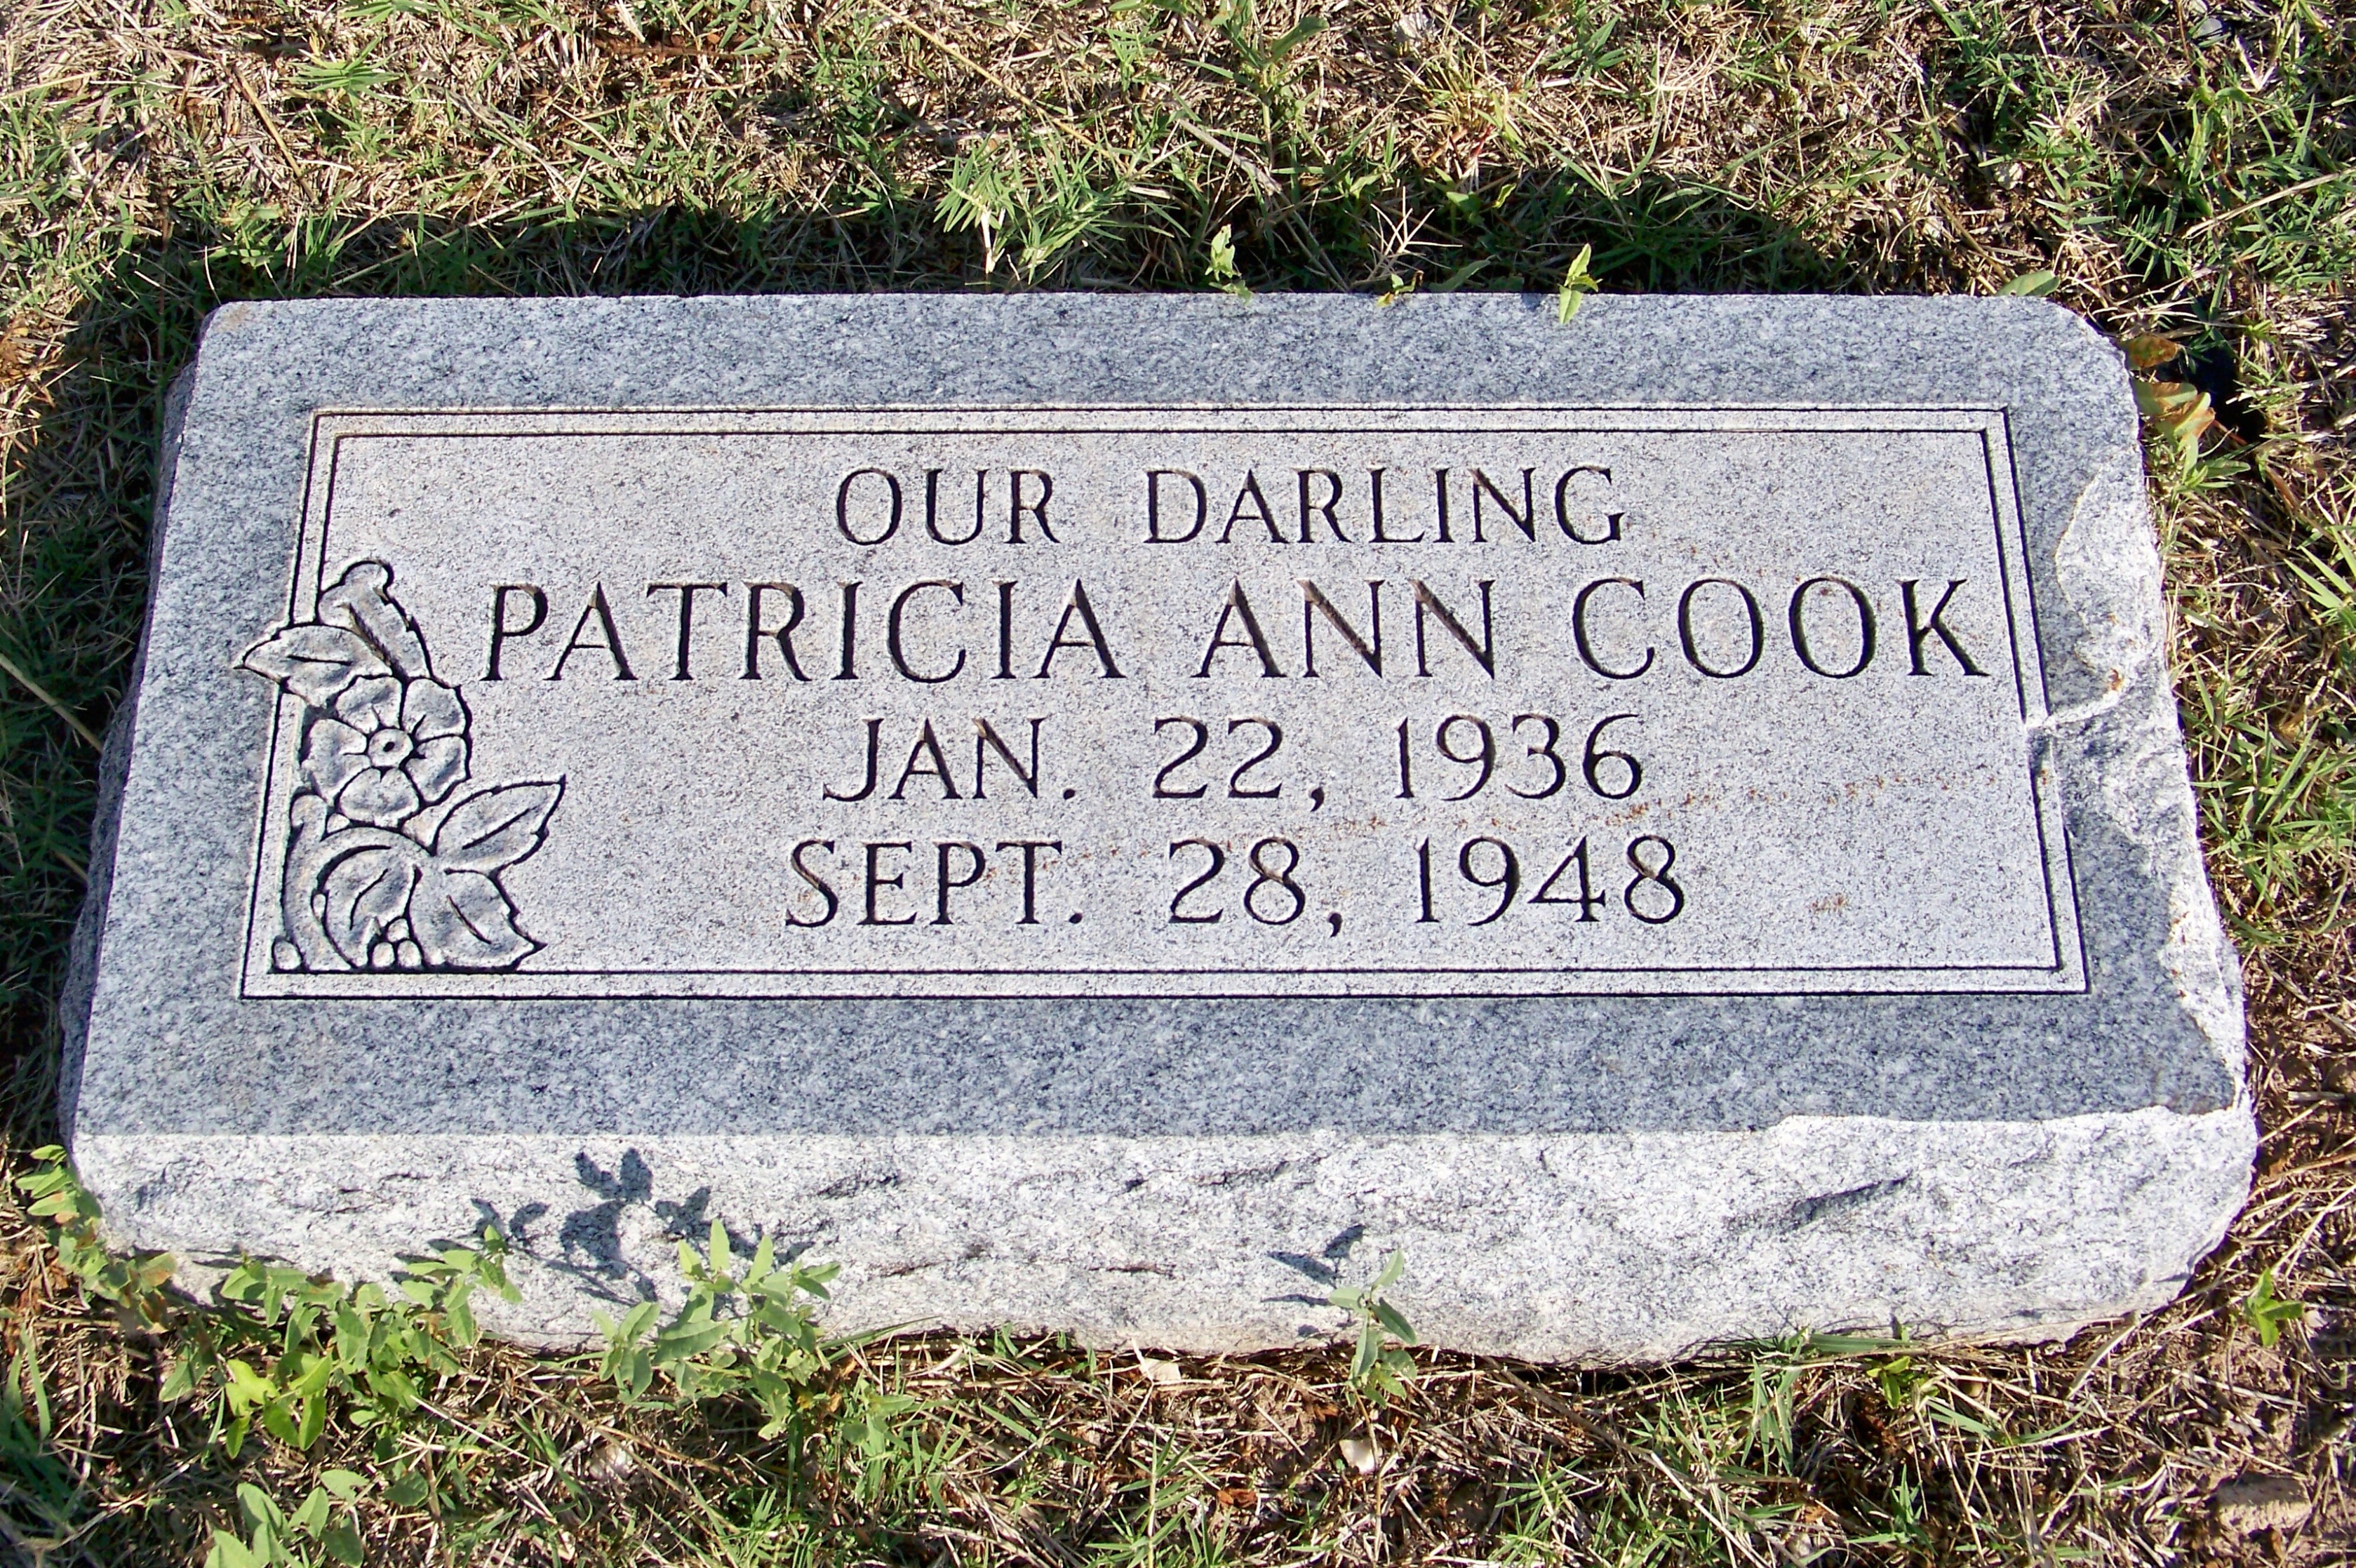 OUR DARLING
PATRICIA ANN COOK
JAN. 22, 1936
SEPT. 28, 1948